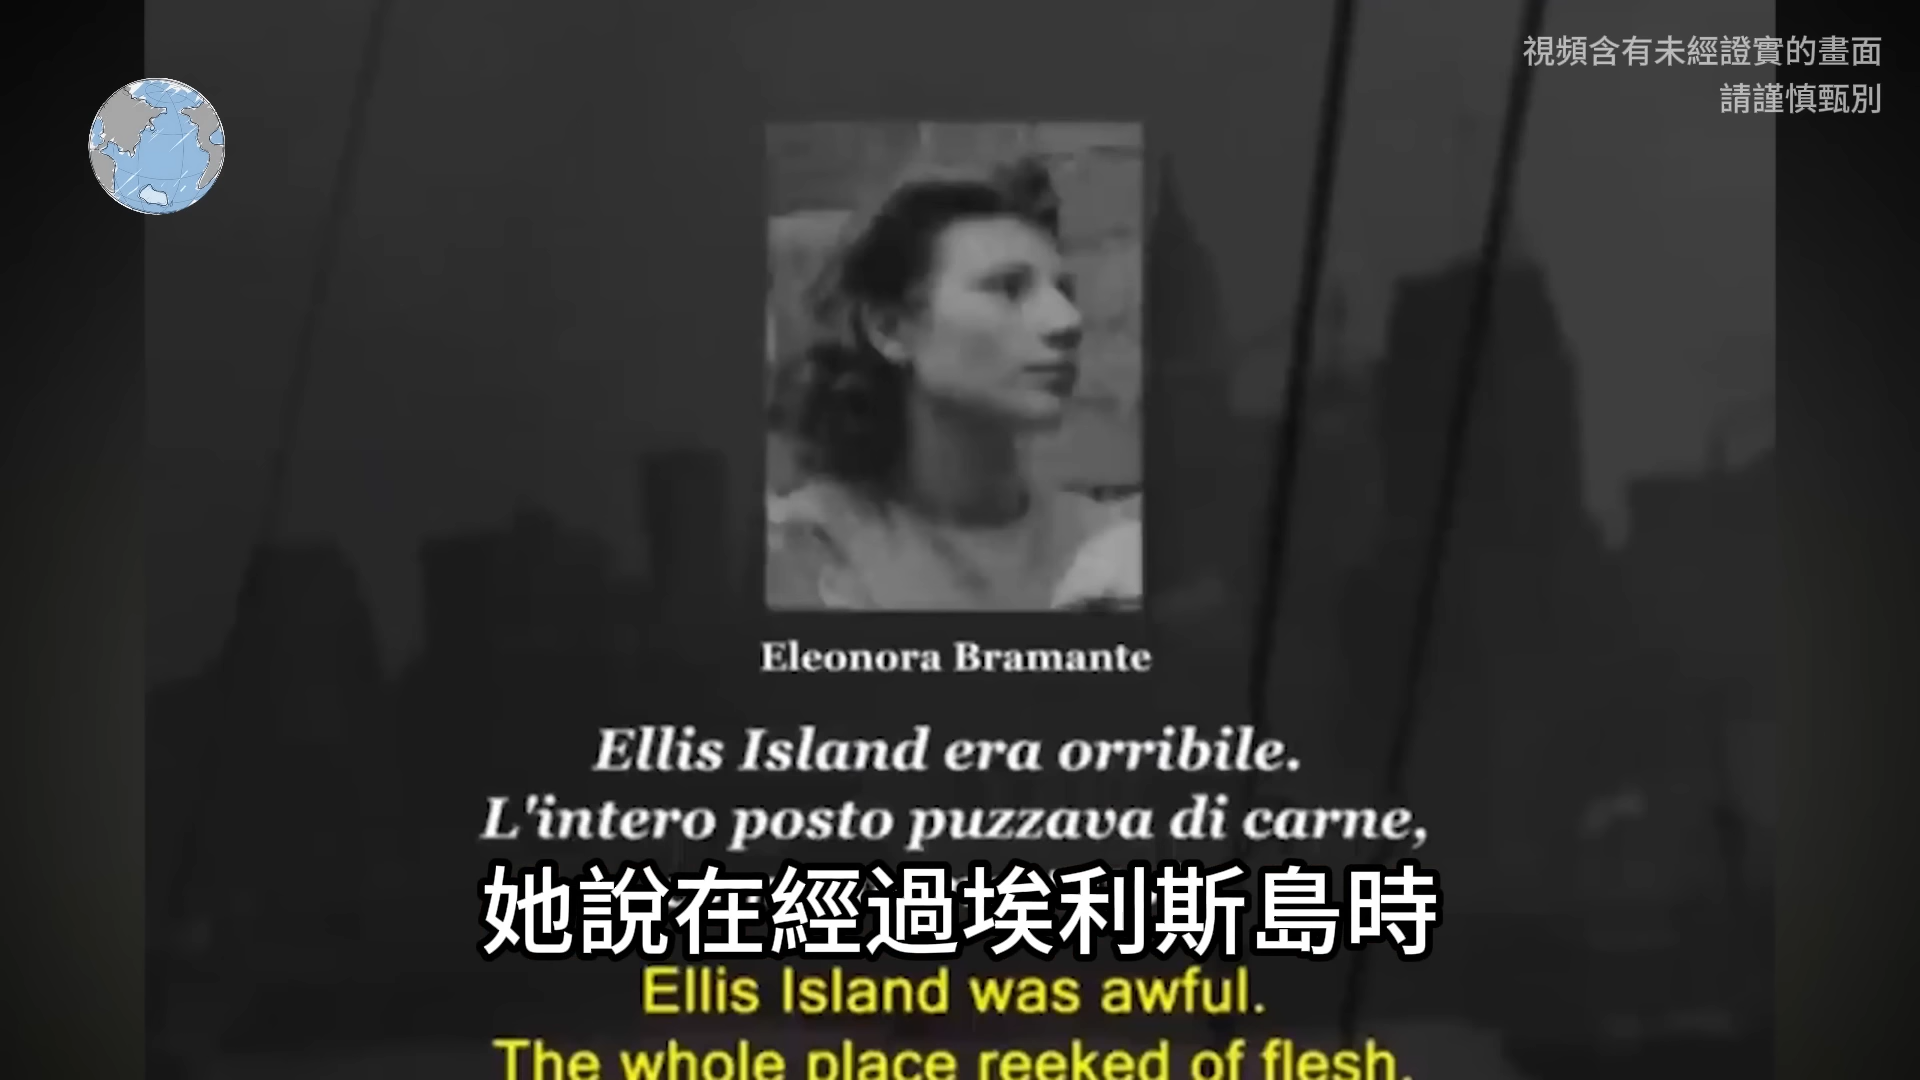 視頻含有未經證實的畫面
請謹慎甄別
Eleonora Bramante
Ellis Island era orribile.
L'intero posto puzzava di carne,
她說在經過埃利斯島時
Ellis Island was awful.
The whole place reeked of flesh,